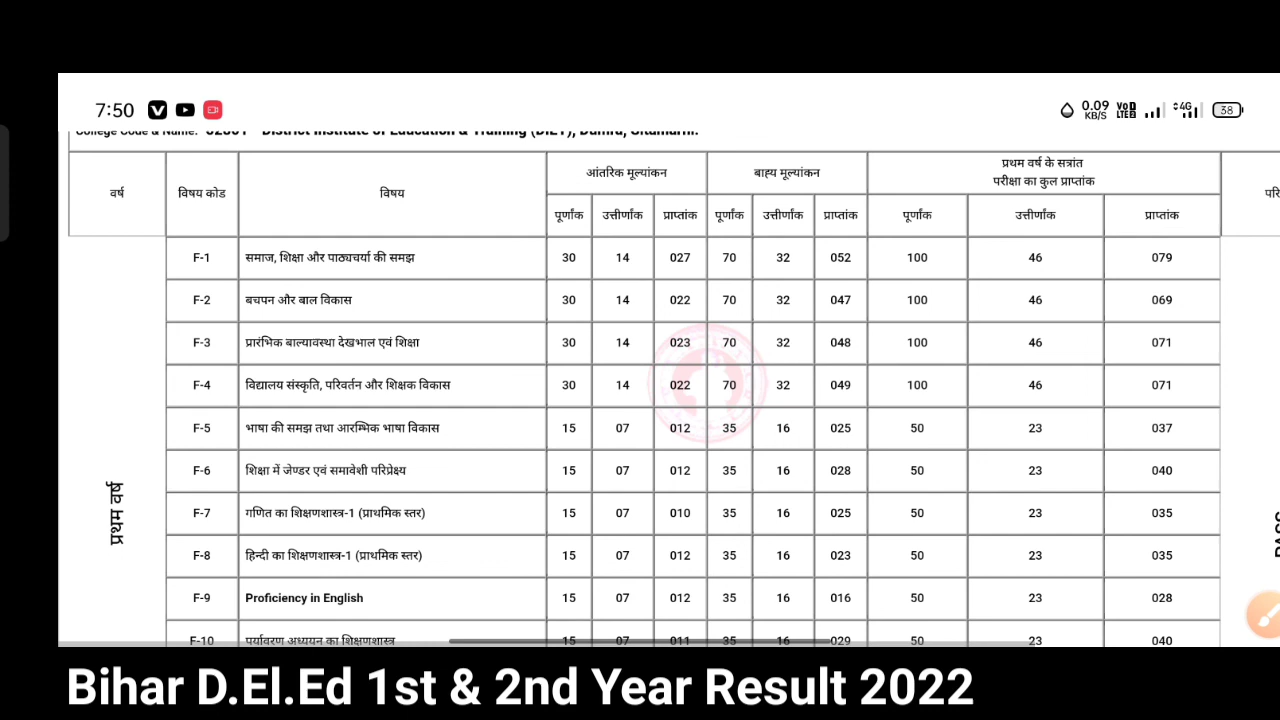 7:50 0.09 KB/S VoD LTE2 4G 38
College Code & Name: District Institute of Education & Training (DIET), Dumra, Sitamarhi.
वर्ष विषय कोड विषय आंतरिक मूल्यांकन बाह्य मूल्यांकन प्रथम वर्ष के सत्रांत परीक्षा का कुल प्राप्तांक
पूर्णांक उत्तीर्णांक प्राप्तांक पूर्णांक उत्तीर्णांक प्राप्तांक पूर्णांक उत्तीर्णांक प्राप्तांक
प्रथम वर्ष
F-1 समाज, शिक्षा और पाठ्यचर्या की समझ 30 14 027 70 32 052 100 46 079
F-2 बचपन और बाल विकास 30 14 022 70 32 047 100 46 069
F-3 प्रारंभिक बाल्यावस्था देखभाल एवं शिक्षा 30 14 023 70 32 048 100 46 071
F-4 विद्यालय संस्कृति, परिवर्तन और शिक्षक विकास 30 14 022 70 32 049 100 46 071
F-5 भाषा की समझ तथा आरम्भिक भाषा विकास 15 07 012 35 16 025 50 23 037
F-6 शिक्षा में जेण्डर एवं समावेशी परिप्रेक्ष्य 15 07 012 35 16 028 50 23 040
F-7 गणित का शिक्षणशास्त्र-1 (प्राथमिक स्तर) 15 07 010 35 16 025 50 23 035
F-8 हिन्दी का शिक्षणशास्त्र-1 (प्राथमिक स्तर) 15 07 012 35 16 023 50 23 035
F-9 Proficiency in English 15 07 012 35 16 016 50 23 028
F-10 पर्यावरण अध्ययन का शिक्षणशास्त्र 15 07 011 35 16 029 50 23 040
Bihar D.El.Ed 1st & 2nd Year Result 2022